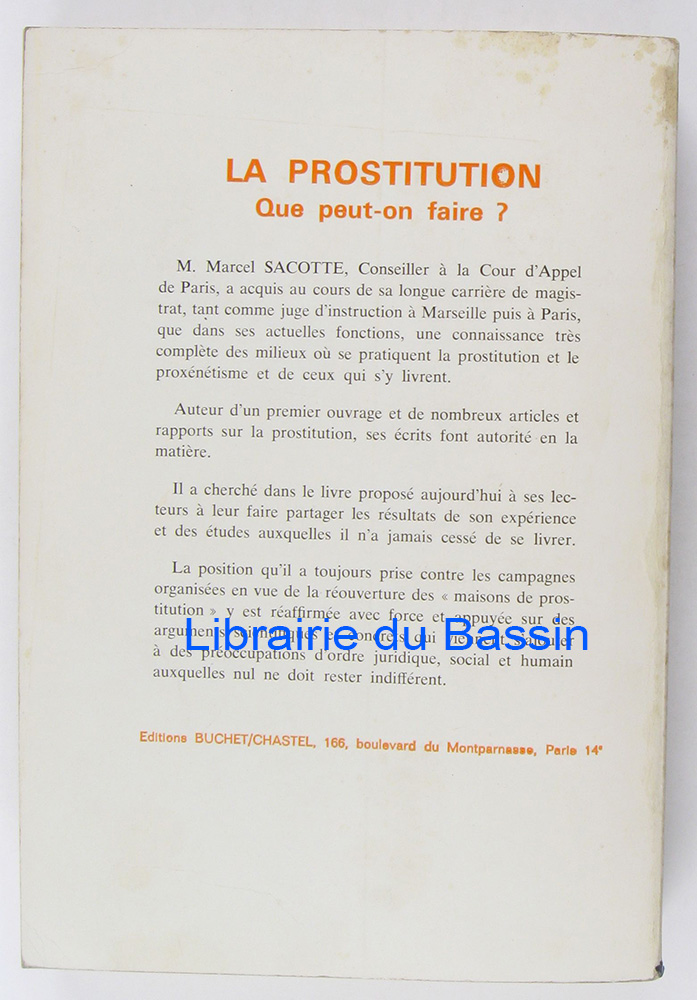 LA PROSTITUTION
Que peut-on faire ?
M. Marcel SACOTTE, Conseiller à la Cour d'Appel
de Paris, a acquis au cours de sa longue carrière de magis-
trat, tant comme juge d'instruction à Marseille puis à Paris,
que dans ses actuelles fonctions, une connaissance très
complète des milieux où se pratiquent la prostitution et le
proxénétisme et de ceux qui s'y livrent.
Auteur d'un premier ouvrage et de nombreux articles et
rapports sur la prostitution, ses écrits font autorité en la
matière.
Il a cherché dans le livre proposé aujourd'hui à ses lec-
teurs à leur faire partager les résultats de son expérience
et des études auxquelles il n'a jamais cessé de se livrer.
La position qu'il a toujours prise contre les campagnes
organisées en vue de la réouverture des « maisons de pros-
titution » y est réaffirmée avec force et appuyée sur des
arguments scientifiques et concrets qui viennent s'ajouter
Librairie du Bassin
à des préoccupations d'ordre juridique, social et humain
auxquelles nul ne doit rester indifférent.
Editions BUCHET/CHASTEL, 166, boulevard du Montparnasse, Paris 14e